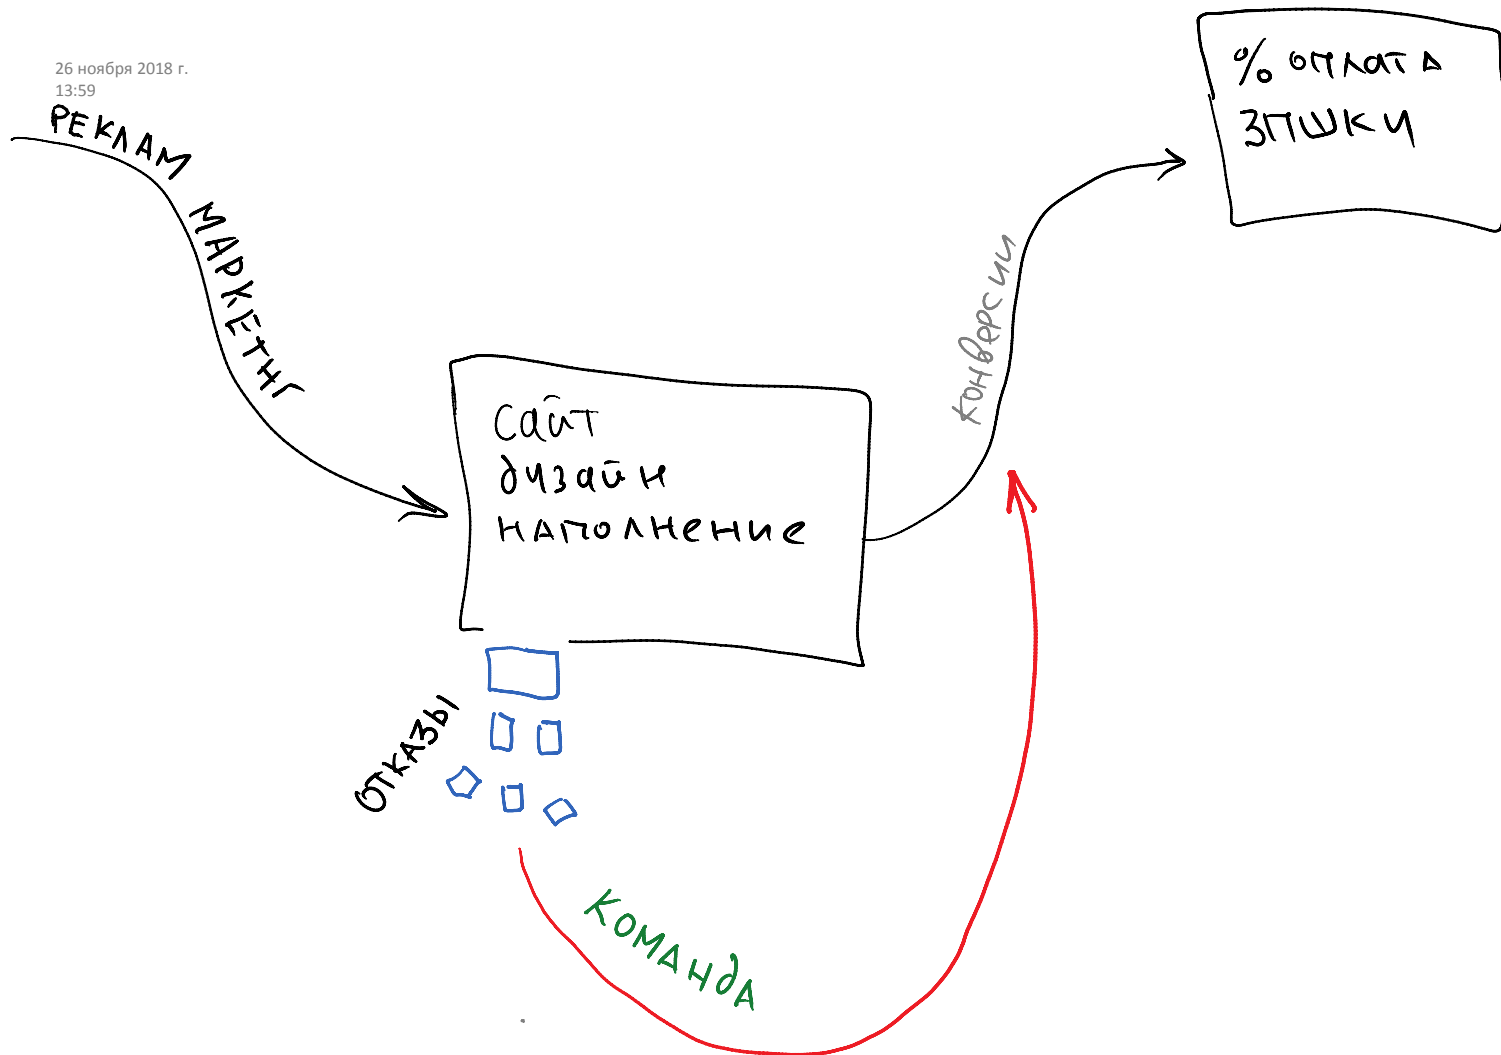 26 ноября 2018 г.
13:59
РЕКЛАМ МАРКЕТНГ
% ОПЛАТА
ЗПШКИ
конверсии
сайт
дизайн
наполнение
ОТКАЗЫ
КОМАНДА